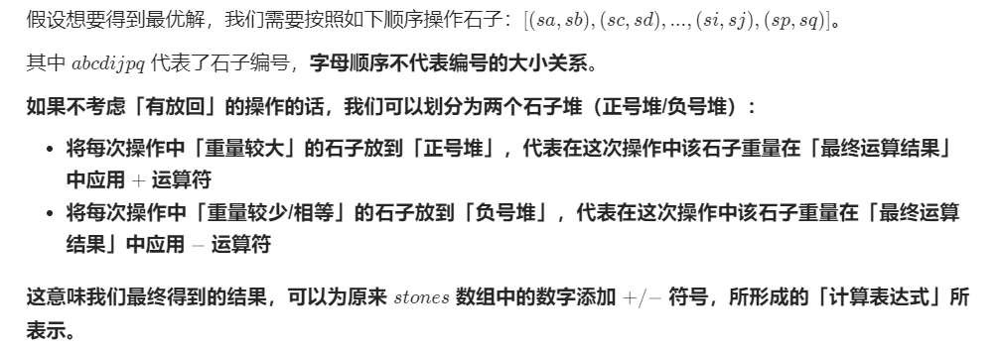 假设想要得到最优解，我们需要按照如下顺序操作石子：[(sa, sb), (sc, sd), ..., (si, sj), (sp, sq)]。
其中 abcdijpq 代表了石子编号，字母顺序不代表编号的大小关系。
如果不考虑「有放回」的操作的话，我们可以划分为两个石子堆（正号堆/负号堆）：
• 将每次操作中「重量较大」的石子放到「正号堆」，代表在这次操作中该石子重量在「最终运算结果」
中应用 + 运算符
• 将每次操作中「重量较少/相等」的石子放到「负号堆」，代表在这次操作中该石子重量在「最终运算
结果」中应用 − 运算符
这意味我们最终得到的结果，可以为原来 stones 数组中的数字添加 +/− 符号，所形成的「计算表达式」所
表示。